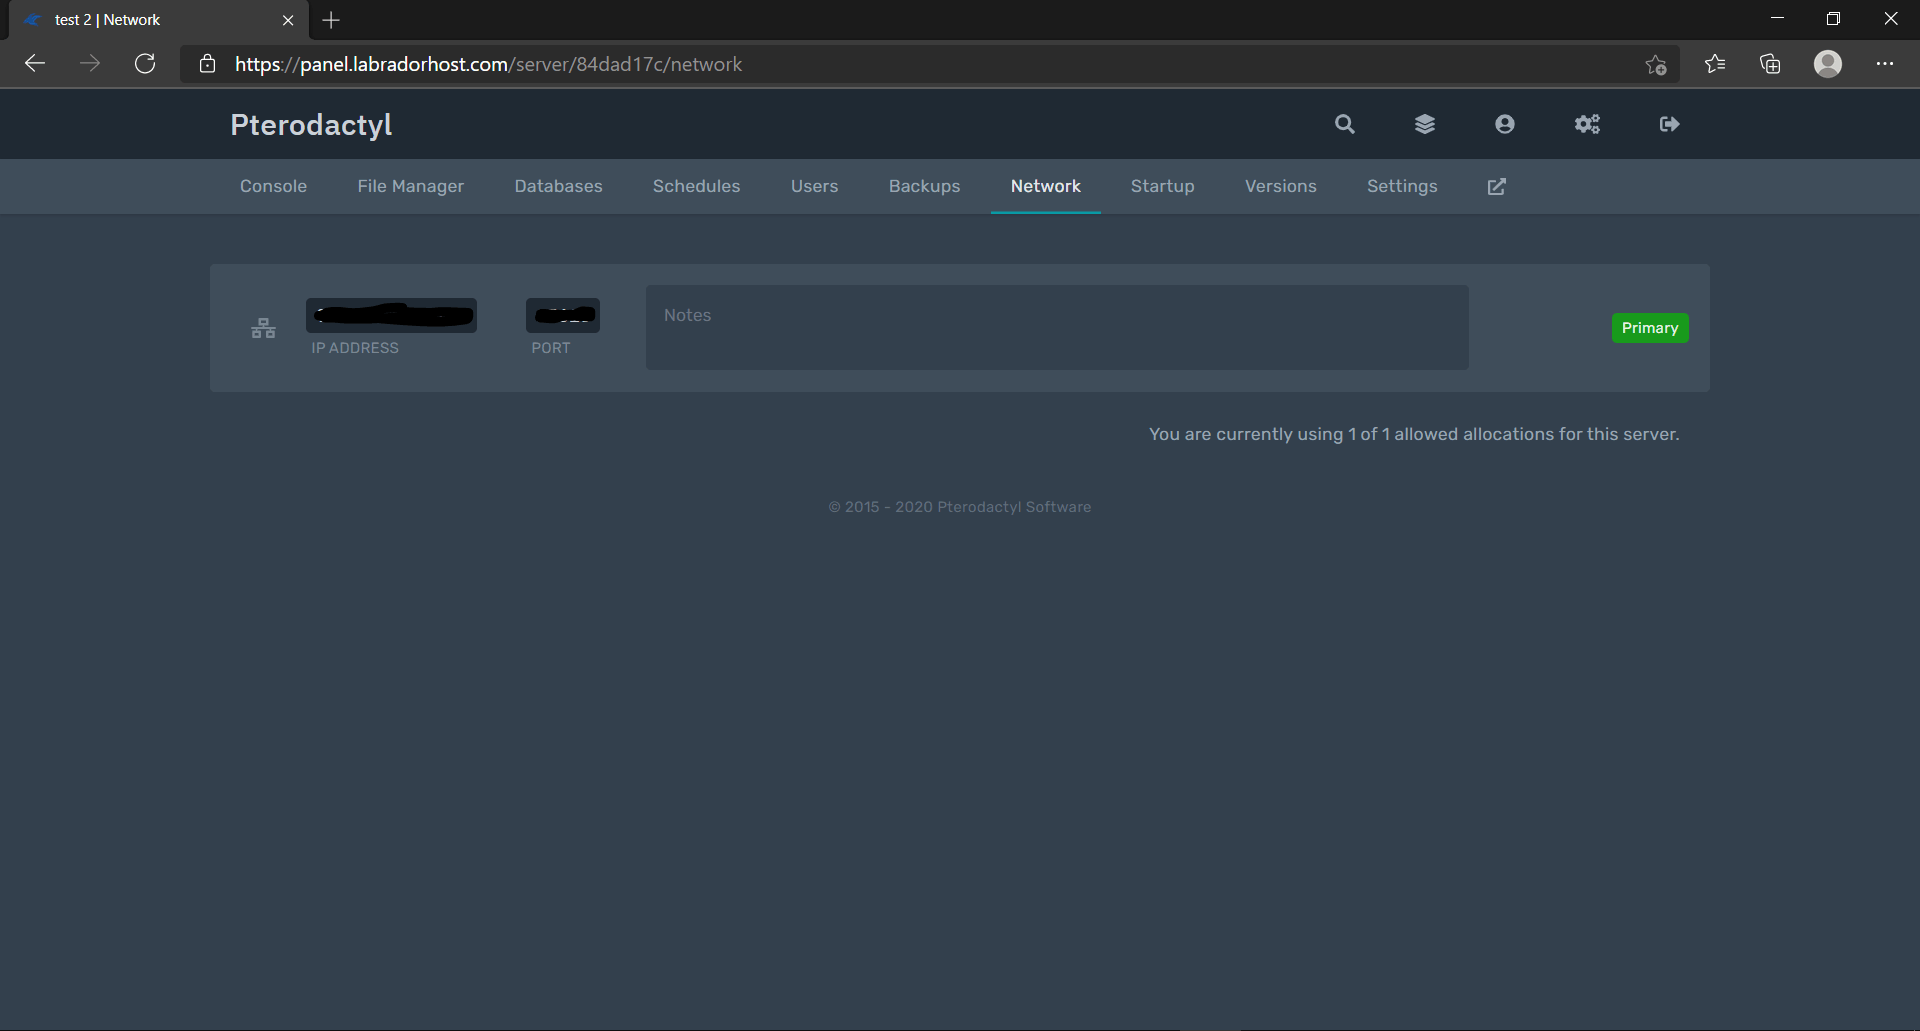 test 2 | Network
https://panel.labradorhost.com/server/84dad17c/network
Pterodactyl
Console File Manager Databases Schedules Users Backups Network Startup Versions Settings
Notes
Primary
IP ADDRESS PORT
You are currently using 1 of 1 allowed allocations for this server.
© 2015 - 2020 Pterodactyl Software